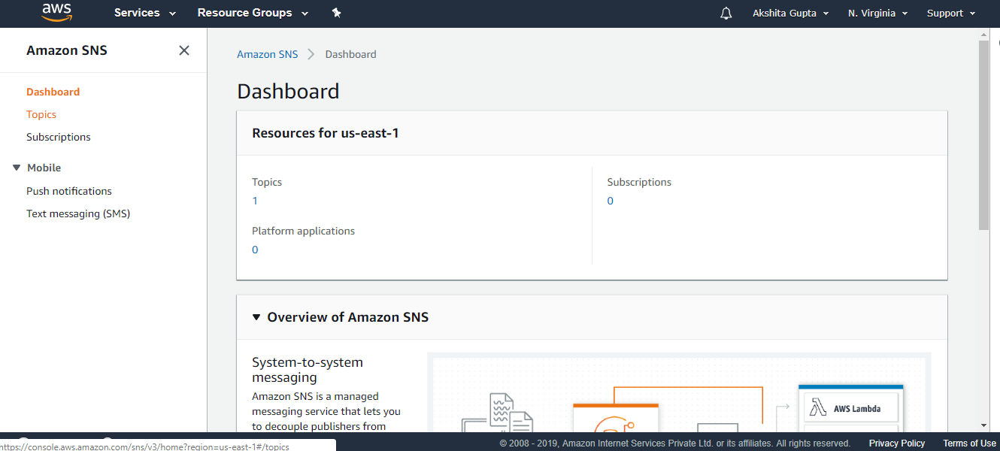 aws Services Resource Groups Akshita Gupta N. Virginia Support
Amazon SNS
Dashboard
Topics
Subscriptions
Mobile
Push notifications
Text messaging (SMS)
Amazon SNS Dashboard
Dashboard
Resources for us-east-1
Topics
1
Subscriptions
0
Platform applications
0
Overview of Amazon SNS
System-to-system
messaging
Amazon SNS is a managed
messaging service that lets you
to decouple publishers from
AWS Lambda
https://console.aws.amazon.com/sns/v3/home?region=us-east-1#/topics
© 2008 - 2019, Amazon Internet Services Private Ltd. or its affiliates. All rights reserved. Privacy Policy Terms of Use